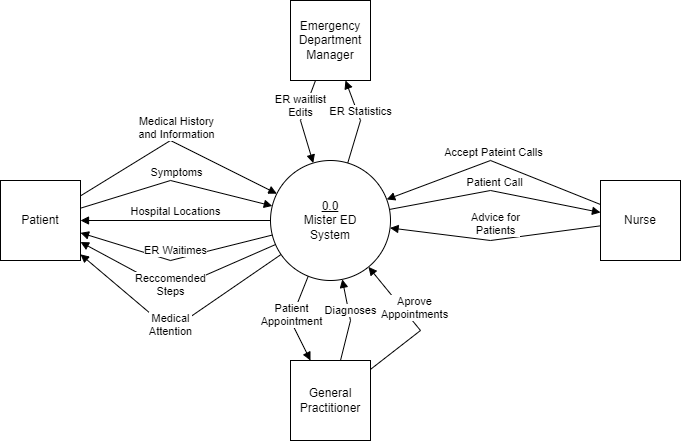 Emergency
Department
Manager
ER waitlist
Edits
ER Statistics
Medical History
and Information
Symptoms
Hospital Locations
ER Waitimes
Reccomended
Steps
Medical
Attention
Patient
0.0
Mister ED
System
Accept Pateint Calls
Patient Call
Advice for
Patients
Nurse
Patient
Appointment
Diagnoses
Aprove
Appointments
General
Practitioner